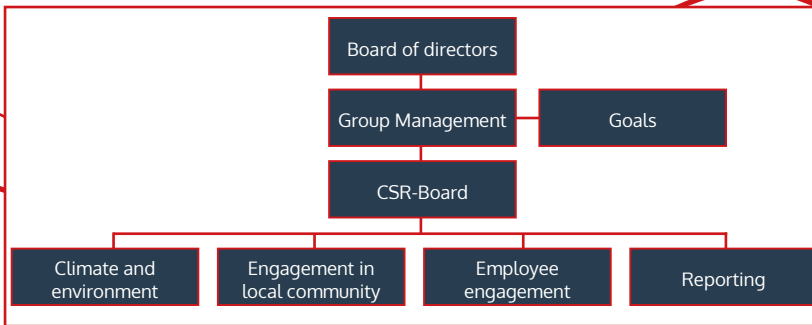 Board of directors
Group Management
Goals
CSR-Board
Climate and
environment
Engagement in
local community
Employee
engagement
Reporting